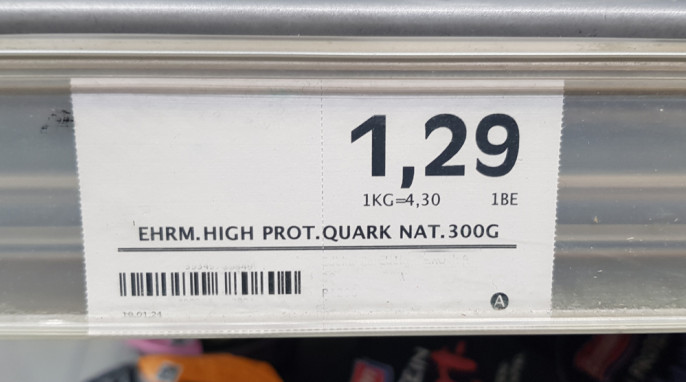 1,29
1KG=4,30 1BE
EHRM.HIGH PROT.QUARK NAT.300G
A